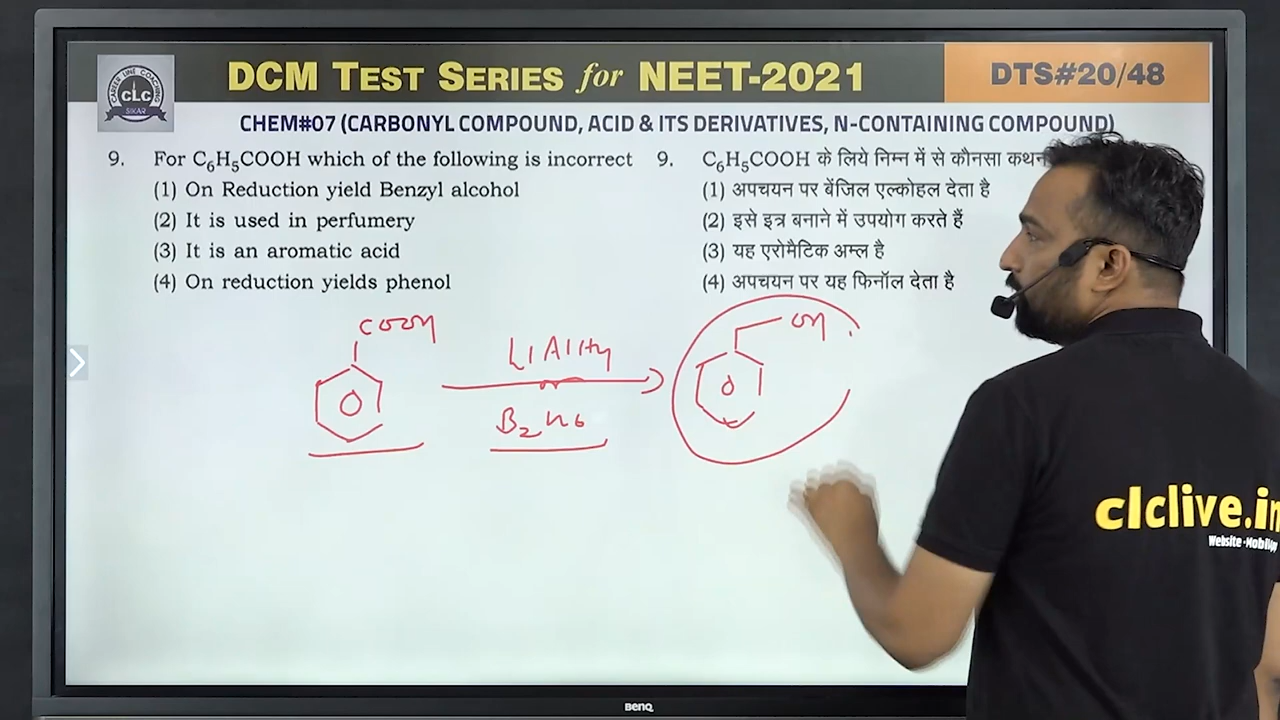 DCM TEST SERIES for NEET-2021
DTS#20/48
CLC
SIKAR
CHEM#07 (CARBONYL COMPOUND, ACID & ITS DERIVATIVES, N-CONTAINING COMPOUND)
9. For C₆H₅COOH which of the following is incorrect
(1) On Reduction yield Benzyl alcohol
(2) It is used in perfumery
(3) It is an aromatic acid
(4) On reduction yields phenol
9. C₆H₅COOH के लिये निम्न में से कौनसा कथन
(1) अपचयन पर बेंजिल एल्कोहल देता है
(2) इसे इत्र बनाने में उपयोग करते हैं
(3) यह एरोमैटिक अम्ल है
(4) अपचयन पर यह फिनॉल देता है
COOH
LiAlH₄
B₂H₆
OH
clclive.in
Website
BenQ